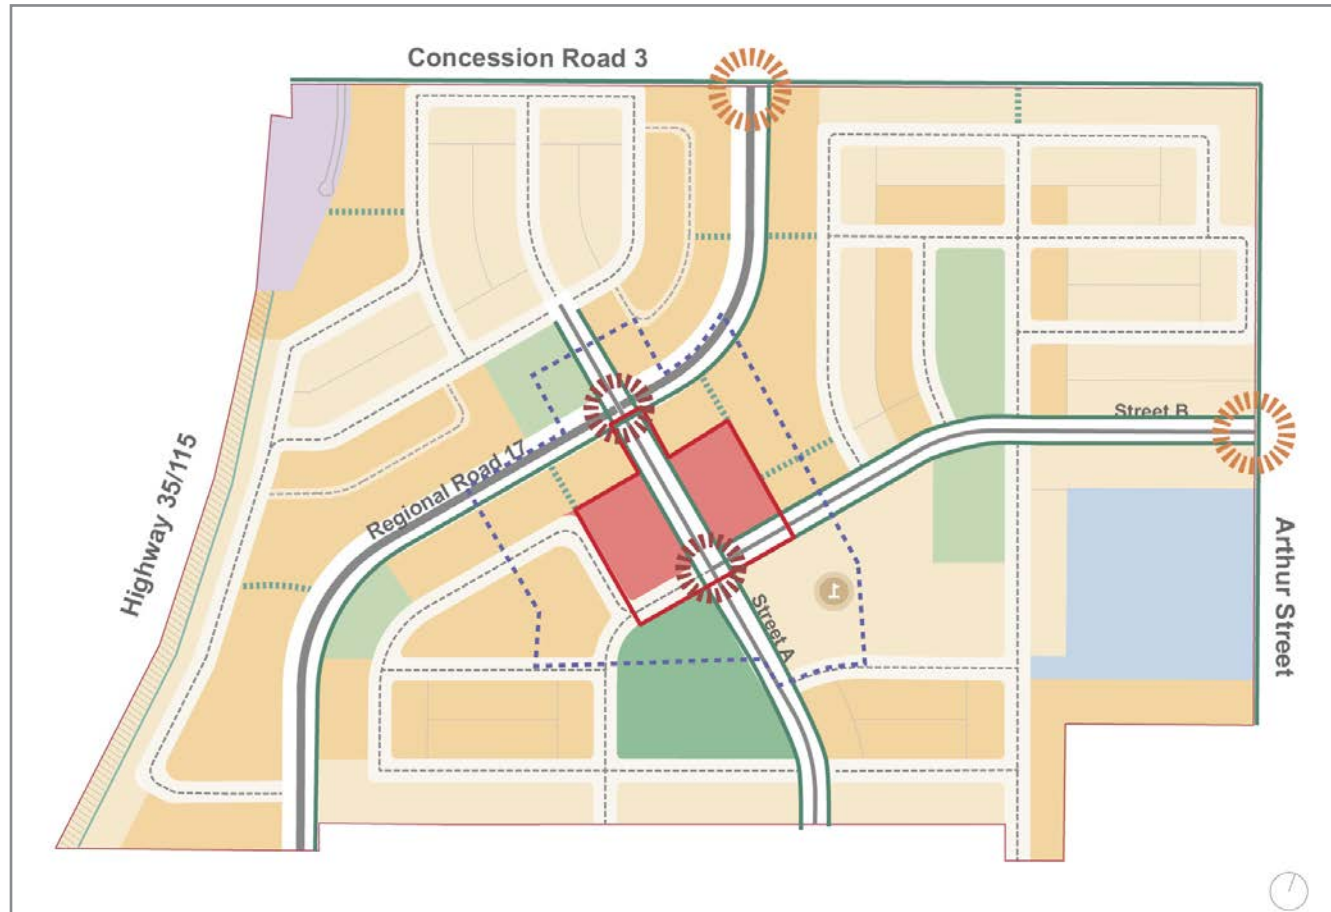 Concession Road 3
Street B
Regional Road 17
Highway 35/115
Arthur Street
Street A